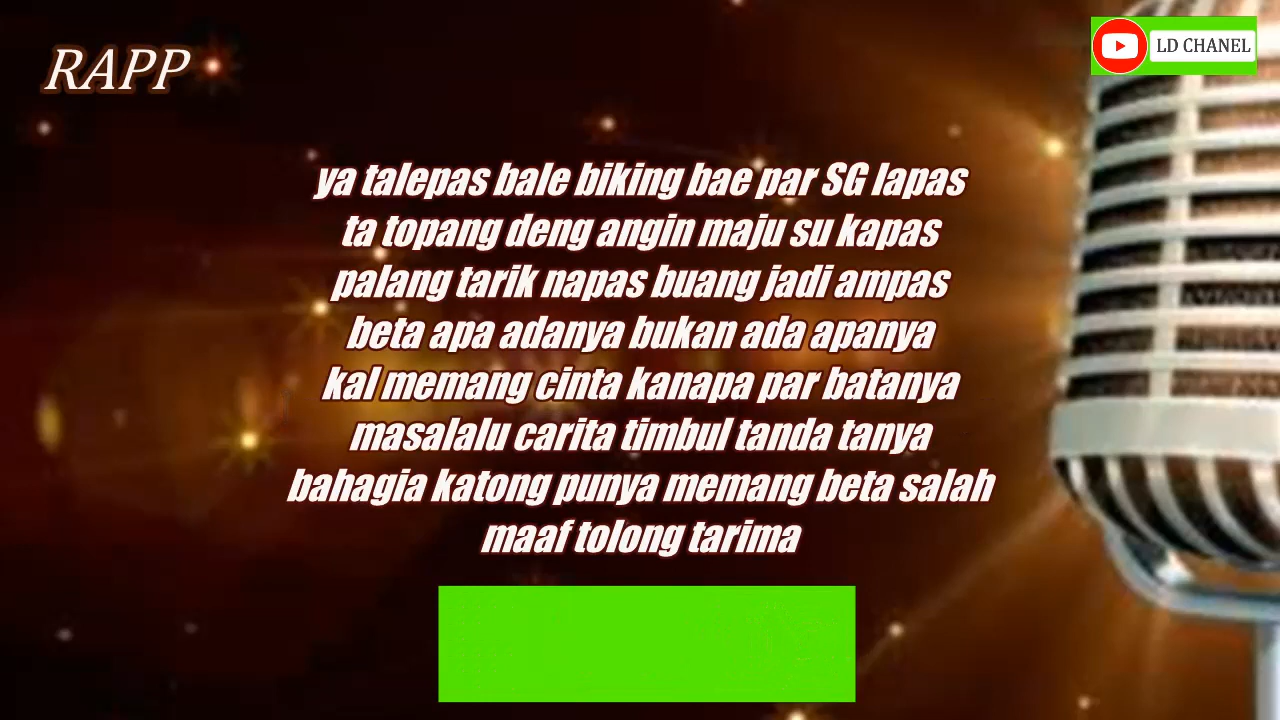 RAPP
LD CHANEL
ya talepas bale biking bae par SG lapas
ta topang deng angin maju su kapas
palang tarik napas buang jadi ampas
beta apa adanya bukan ada apanya
kal memang cinta kanapa par batanya
masalalu carita timbul tanda tanya
bahagia katong punya memang beta salah
maaf tolong tarima